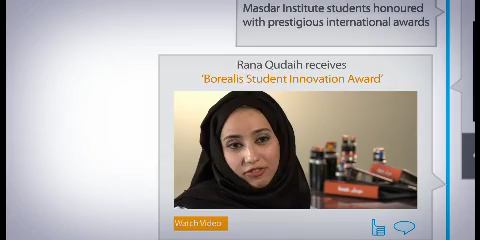 Masdar Institute students honoured
with prestigious international awards
Rana Qudaih receives
'Borealis Student Innovation Award'
Watch Video